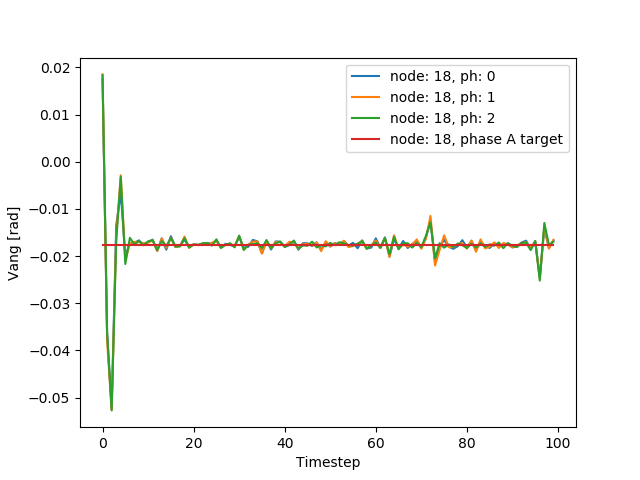 node: 18, ph: 0
node: 18, ph: 1
node: 18, ph: 2
node: 18, phase A target
0.02
0.01
0.00
−0.01
−0.02
−0.03
−0.04
−0.05
Vang [rad]
0 20 40 60 80 100
Timestep